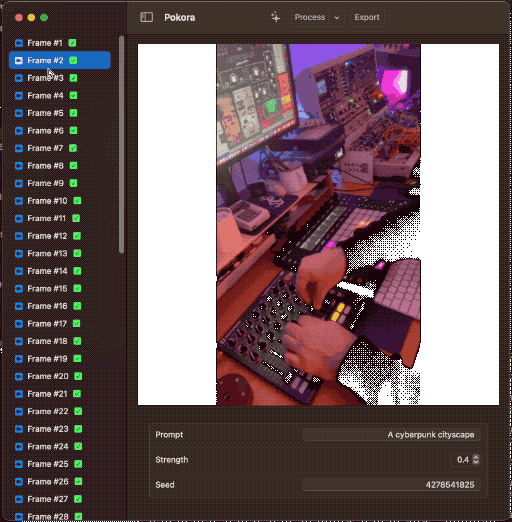 Pokora
Process
Export
Frame #1
Frame #2
Frame #3
Frame #4
Frame #5
Frame #6
Frame #7
Frame #8
Frame #9
Frame #10
Frame #11
Frame #12
Frame #13
Frame #14
Frame #15
Frame #16
Frame #17
Frame #18
Frame #19
Frame #20
Frame #21
Frame #22
Frame #23
Frame #24
Frame #25
Frame #26
Frame #27
Frame #28
Prompt
A cyberpunk cityscape
Strength
0.4
Seed
4278541825